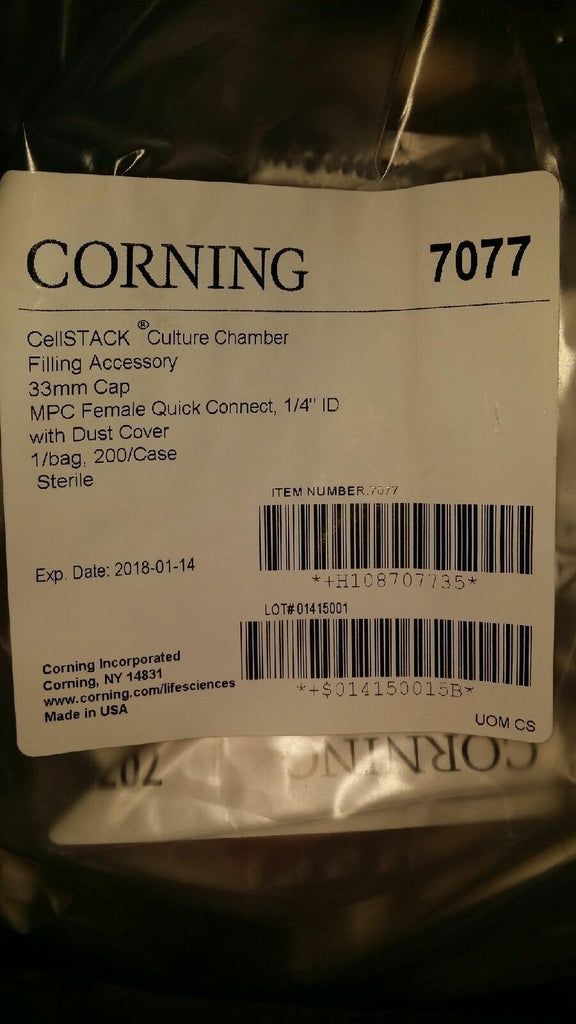 CORNING 7077
CellSTACK ® Culture Chamber
Filling Accessory
33mm Cap
MPC Female Quick Connect, 1/4" ID
with Dust Cover
1/bag, 200/Case
Sterile
ITEM NUMBER:7077
*+H108707735*
Exp. Date: 2018-01-14
LOT#01415001
*+$014150015B*
Corning Incorporated
Corning, NY 14831
www.corning.com/lifesciences
Made in USA
UOM CS
CORNING
707